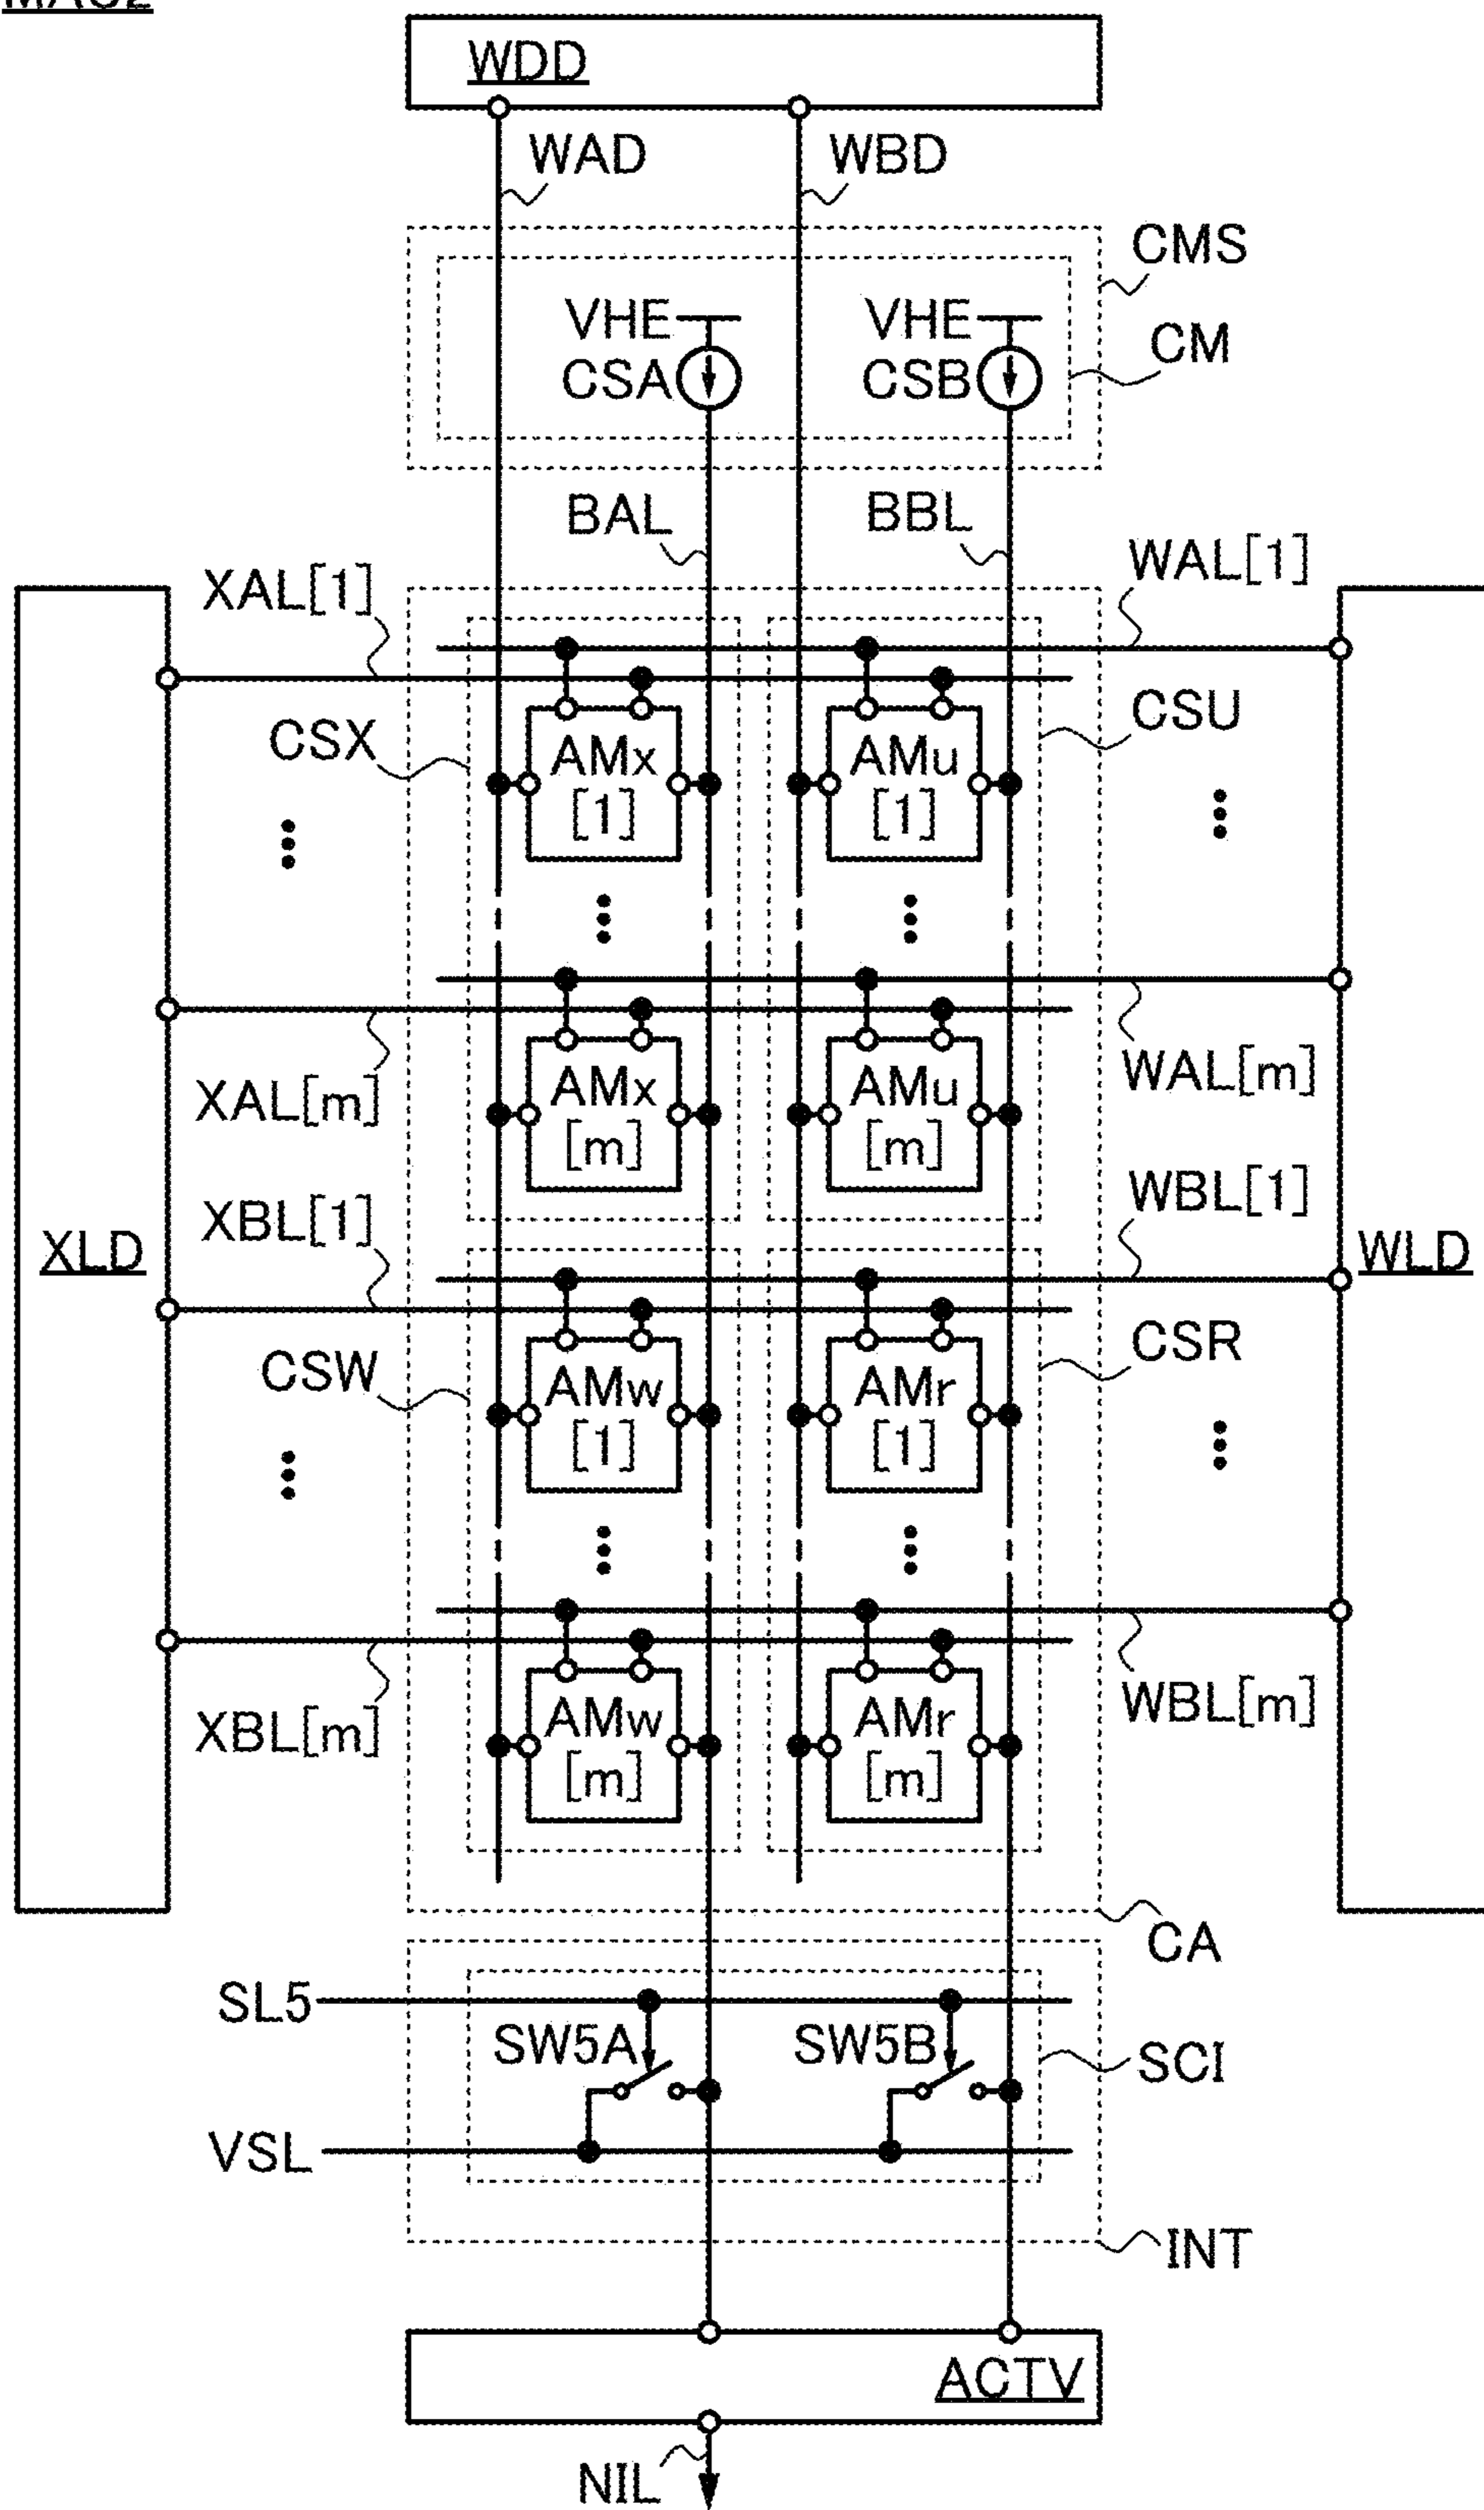 WDD
WAD
WBD
CMS
VHE
VHE
CM
CSA
CSB
BAL
BBL
WAL[1]
XAL[1]
CSX
CSU
AMx
[1]
AMu
[1]
XAL[m]
AMx
[m]
AMu
[m]
WAL[m]
XBL[1]
WBL[1]
XLD
WLD
CSW
CSR
AMw
[1]
AMr
[1]
XBL[m]
AMw
[m]
AMr
[m]
WBL[m]
CA
SL5
SW5A
SW5B
SCI
VSL
INT
ACTV
NIL